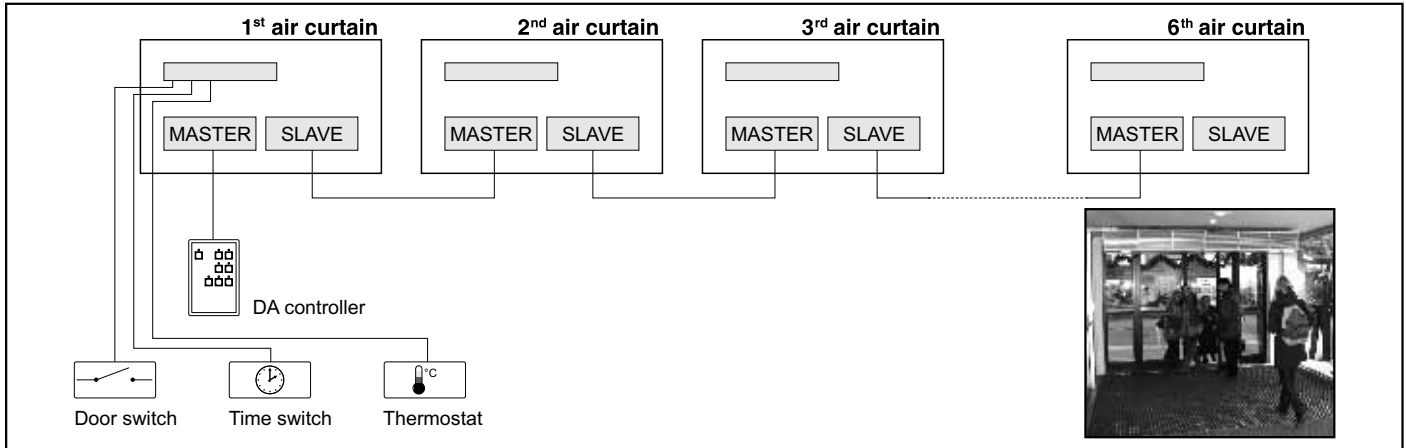 1st air curtain
2nd air curtain
3rd air curtain
6th air curtain
MASTER SLAVE
MASTER SLAVE
MASTER SLAVE
MASTER SLAVE
DA controller
°C
Door switch
Time switch
Thermostat